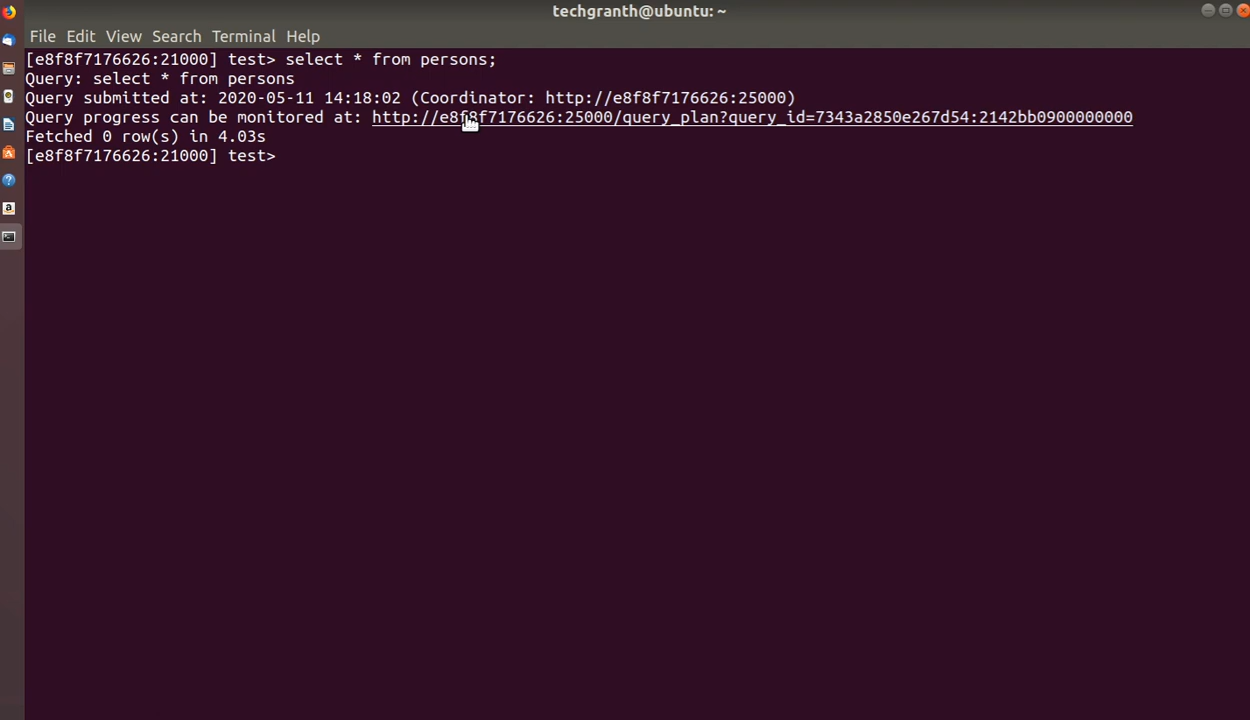 techgranth@ubuntu: ~
File Edit View Search Terminal Help
[e8f8f7176626:21000] test> select * from persons;
Query: select * from persons
Query submitted at: 2020-05-11 14:18:02 (Coordinator: http://e8f8f7176626:25000)
Query progress can be monitored at: http://e8f8f7176626:25000/query_plan?query_id=7343a2850e267d54:2142bb0900000000
Fetched 0 row(s) in 4.03s
[e8f8f7176626:21000] test>